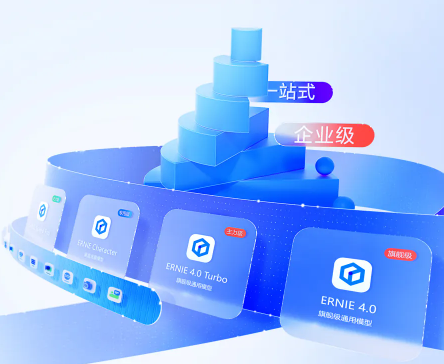 一站式
企业级
ERNIE Character
主力级
ERNIE 4.0 Turbo
旗舰级通用模型
旗舰级
ERNIE 4.0
旗舰级通用模型